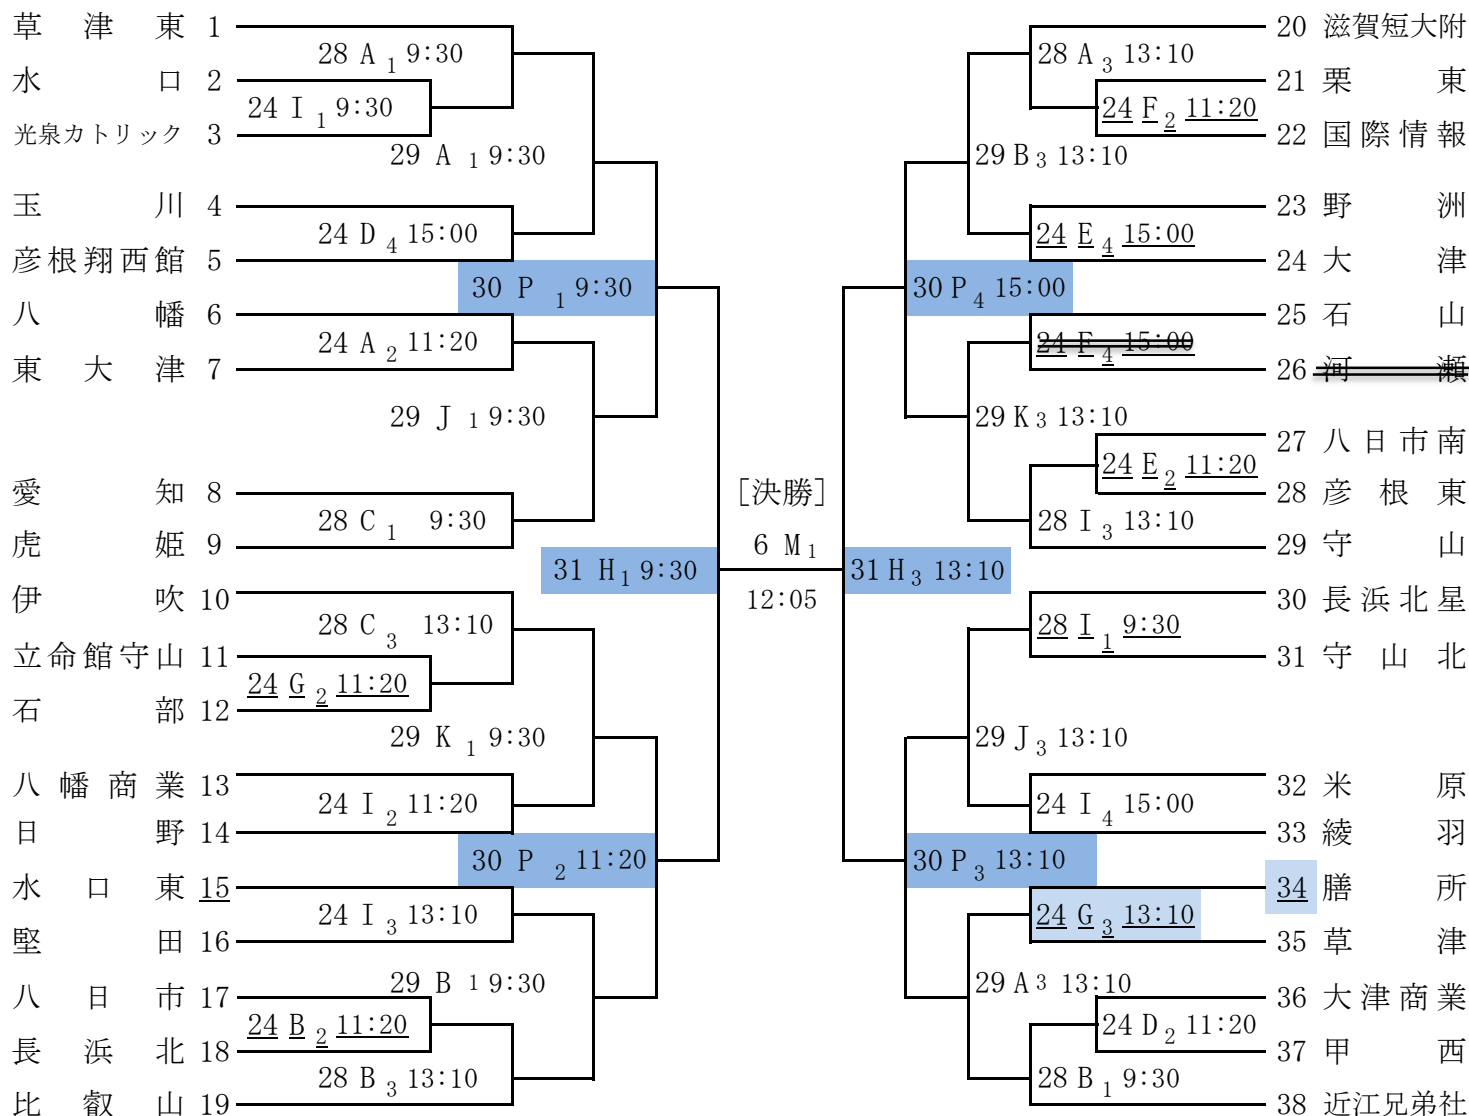 草津東 1
28 A 1 9:30
水口 2
24 I 1 9:30
光泉カトリック 3
29 A 1 9:30
玉川 4
24 D 4 15:00
彦根翔西館 5
30 P 1 9:30
八幡 6
24 A 2 11:20
東大津 7
29 J 1 9:30
愛知 8
28 C 1 9:30
虎姫 9
31 H 1 9:30
伊吹 10
28 C 3 13:10
立命館守山 11
24 G 2 11:20
石部 12
29 K 1 9:30
八幡商業 13
24 I 2 11:20
日野 14
30 P 2 11:20
水口東 15
24 I 3 13:10
堅田 16
29 B 1 9:30
八日市 17
24 B 2 11:20
長浜北 18
28 B 3 13:10
比叡山 19
[決勝]
6 M 1
12:05
20 滋賀短大附
28 A 3 13:10
21 栗東
24 F 2 11:20
22 国際情報
29 B 3 13:10
23 野洲
24 E 4 15:00
24 大津
30 P 4 15:00
25 石山
24 F 4 15:00
26 河瀬
29 K 3 13:10
27 八日市南
24 E 2 11:20
28 彦根東
28 I 3 13:10
29 守山
31 H 3 13:10
30 長浜北星
28 I 1 9:30
31 守山北
29 J 3 13:10
32 米原
24 I 4 15:00
33 綾羽
30 P 3 13:10
34 膳所
24 G 3 13:10
35 草津
29 A 3 13:10
36 大津商業
24 D 2 11:20
37 甲西
28 B 1 9:30
38 近江兄弟社